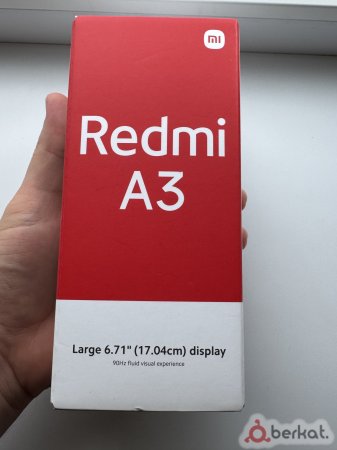 mi
Redmi
A3
Large 6.71" (17.04cm) display
90Hz fluid visual experience
berkat.